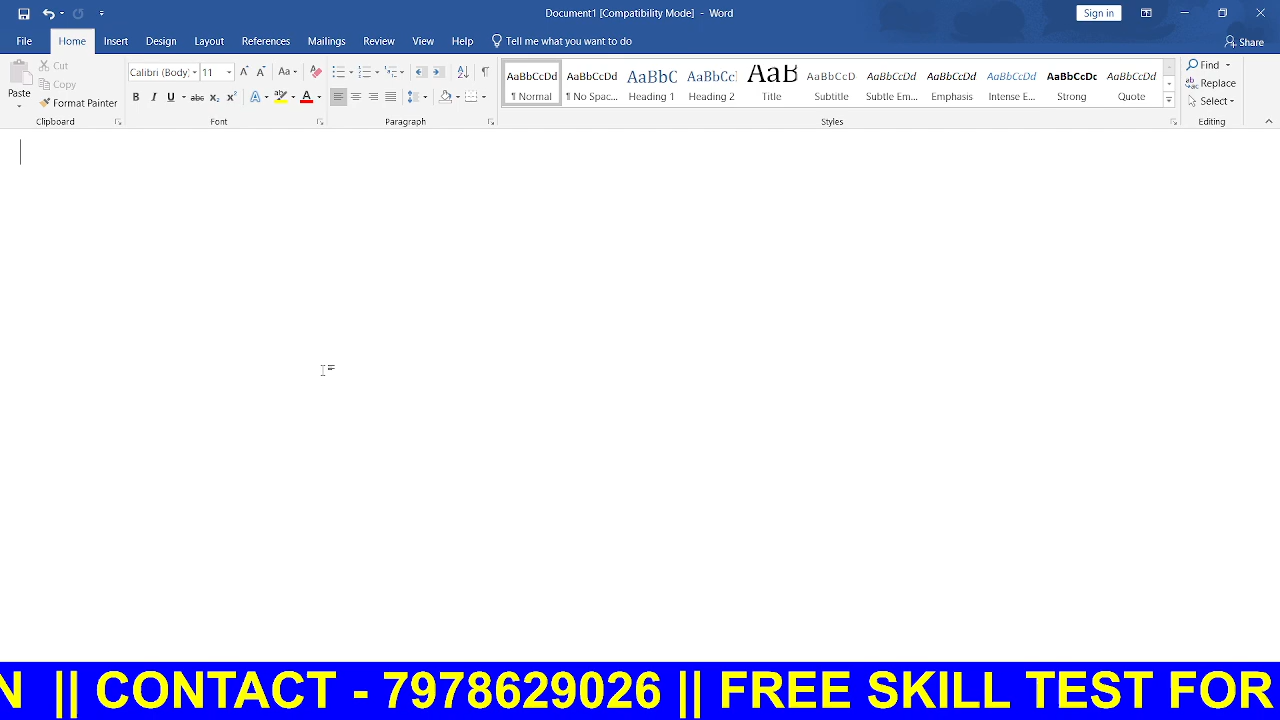 Document1 [Compatibility Mode] - Word
Sign in
File Home Insert Design Layout References Mailings Review View Help Tell me what you want to do Share
Paste
Cut
Copy
Format Painter
Clipboard
Calibri (Body) 11
Font
Paragraph
AaBbCcDd AaBbCcDd AaBbC AaBbCc AaB AaBbCcD AaBbCcDd AaBbCcDd AaBbCcDd AaBbCcDc AaBbCcDd
¶ Normal ¶ No Spac... Heading 1 Heading 2 Title Subtitle Subtle Em... Emphasis Intense E... Strong Quote
Styles
Find
Replace
Select
Editing
N || CONTACT - 7978629026 || FREE SKILL TEST FOR